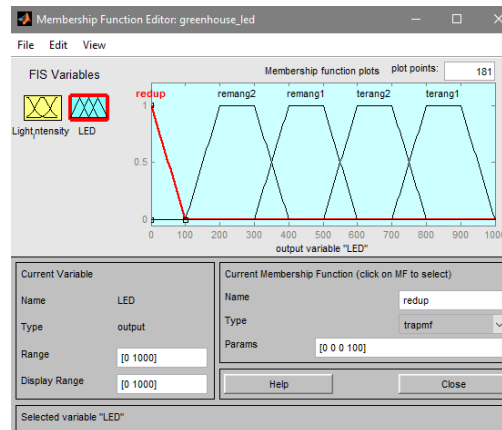 Membership Function Editor: greenhouse_led
File Edit View
FIS Variables
Membership function plots plot points: 181
redup remang2 remang1 terang2 terang1
LightIntensity LED
1
0.5
0
0 100 200 300 400 500 600 700 800 900 1000
output variable "LED"
Current Variable
Name LED
Type output
Range [0 1000]
Display Range [0 1000]
Current Membership Function (click on MF to select)
Name redup
Type trapmf
Params [0 0 0 100]
Help Close
Selected variable "LED"